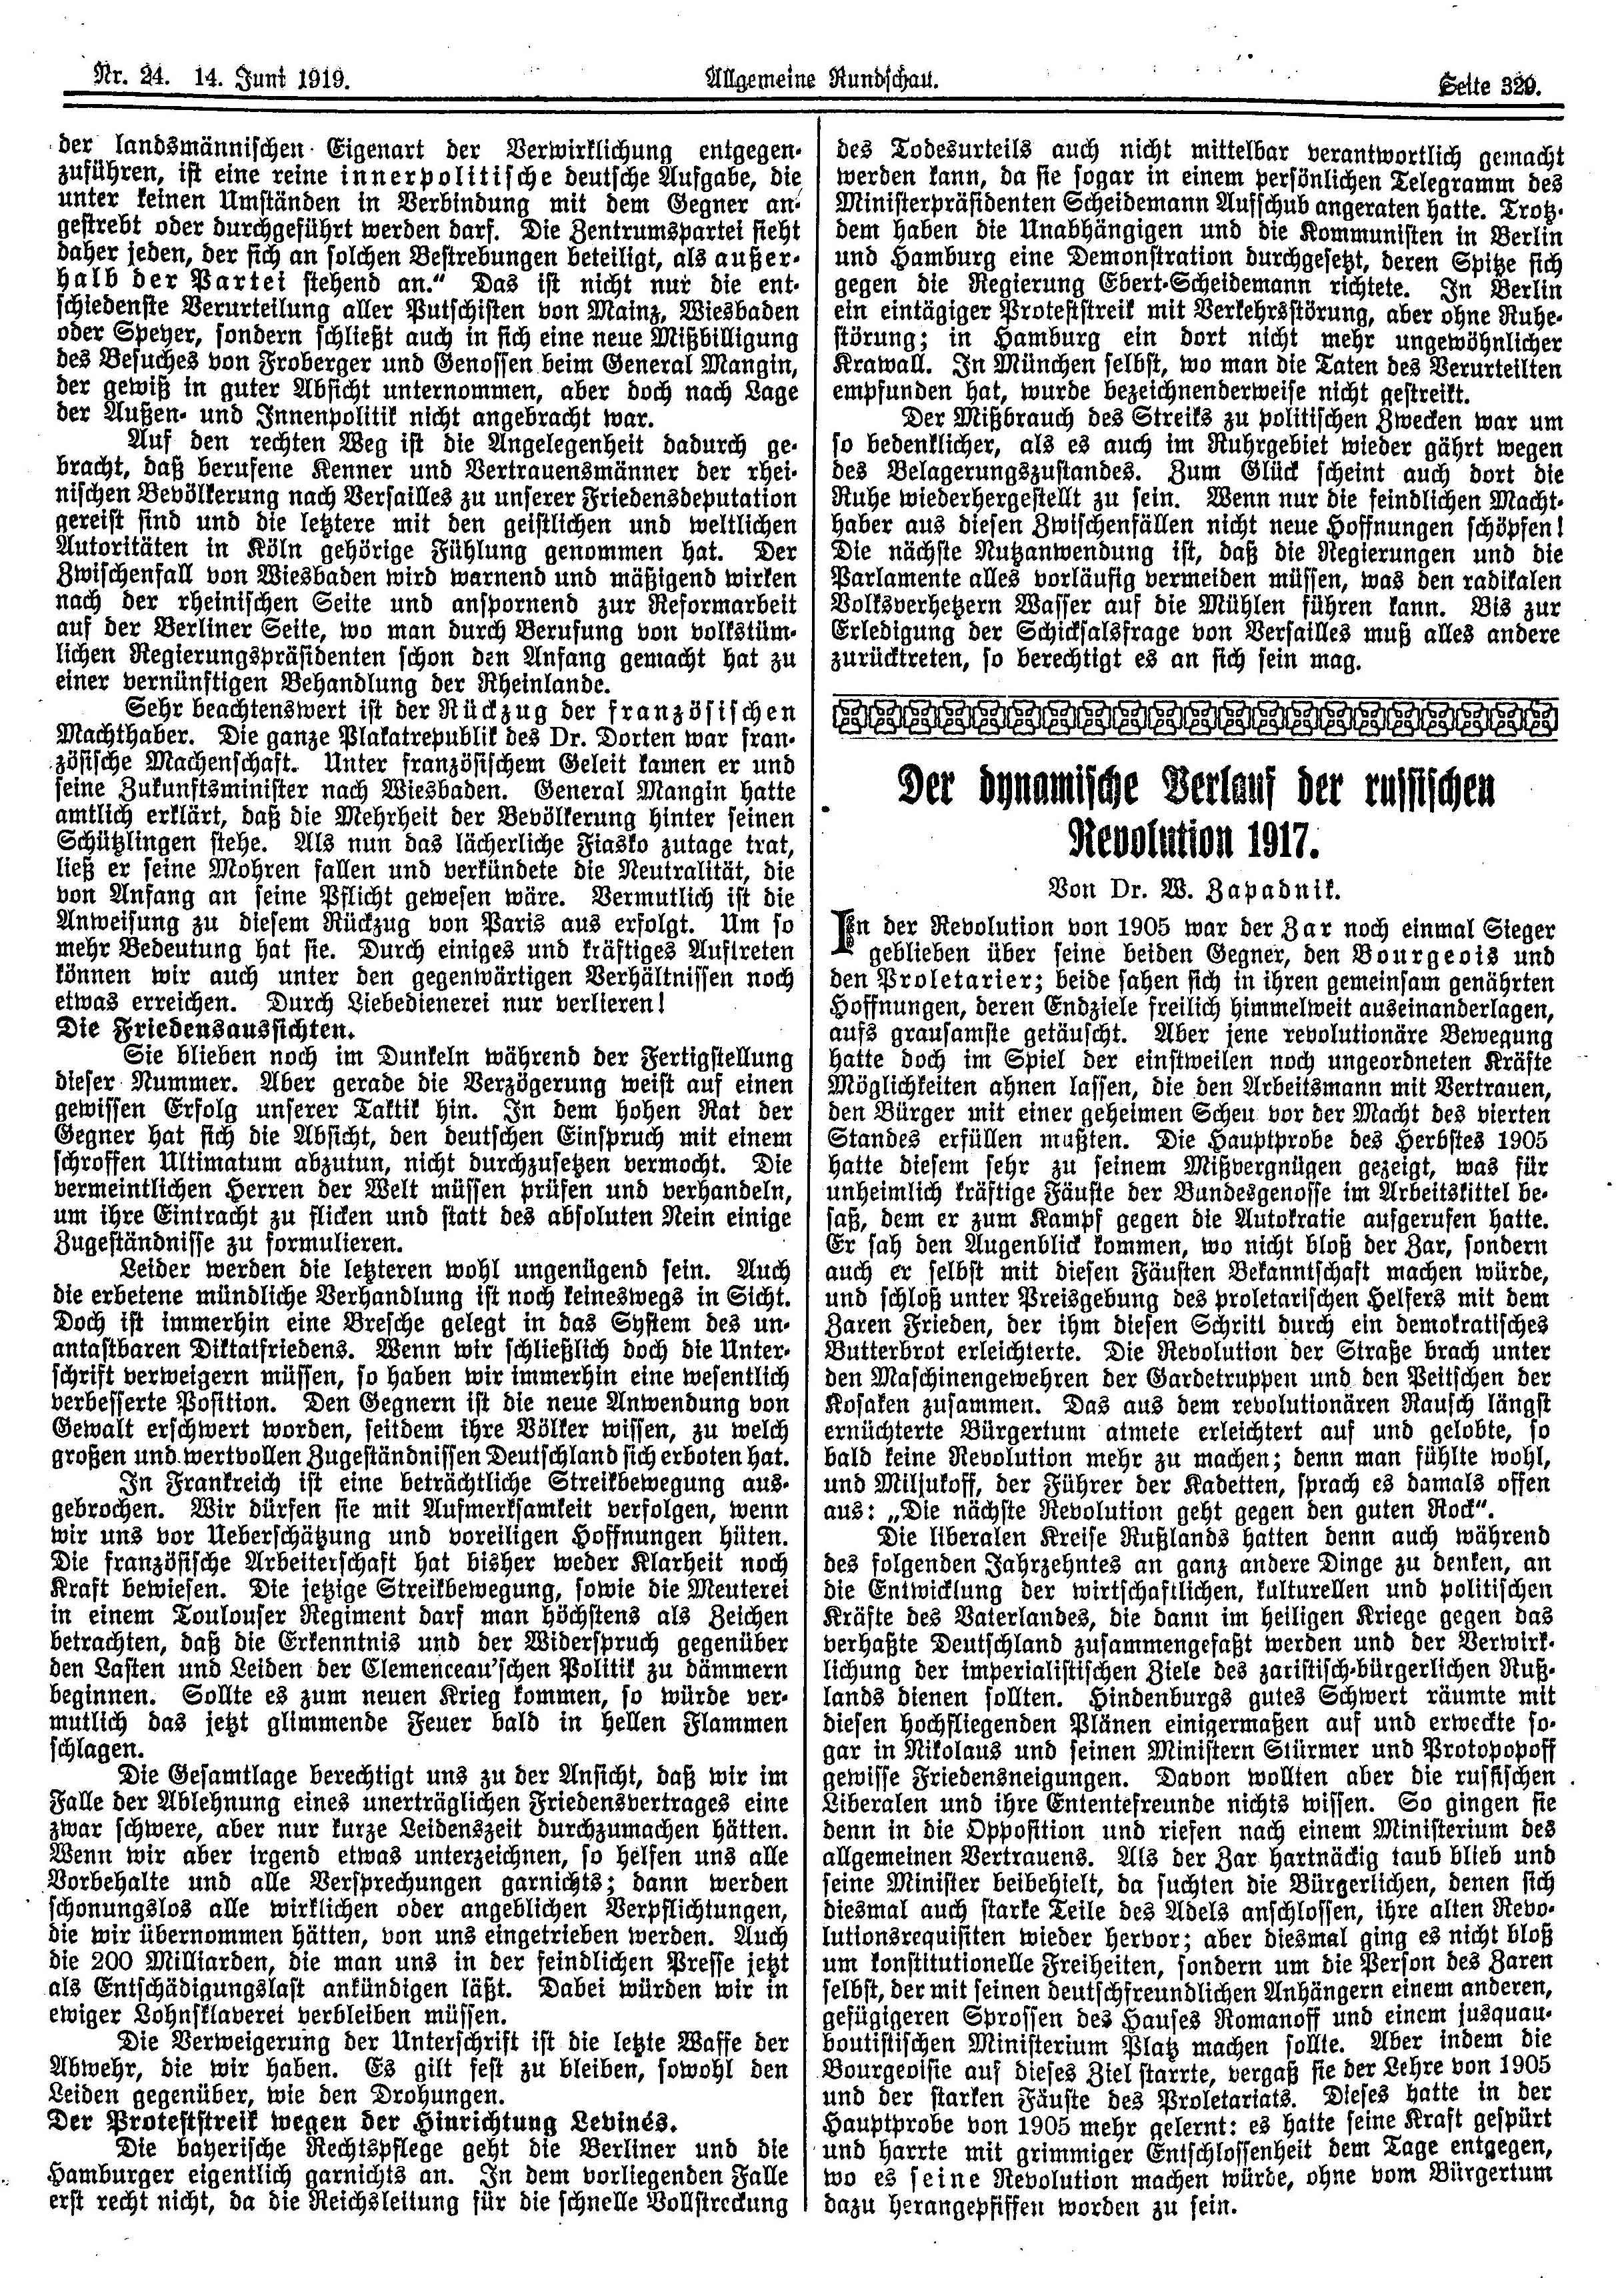 Nr. 24. 14. Juni 1919.
Allgemeine Rundschau.
Seite 329.
der landsmännischen Eigenart der Verwirklichung entgegen-
zuführen, ist eine reine innerpolitische deutsche Aufgabe, die
unter keinen Umständen in Verbindung mit dem Gegner an-
gestrebt oder durchgeführt werden darf. Die Zentrumspartei sieht
daher jeden, der sich an solchen Bestrebungen beteiligt, als außer-
halb der Partei stehend an.“ Das ist nicht nur die ent-
schiedenste Verurteilung aller Putschisten von Mainz, Wiesbaden
oder Speyer, sondern schließt auch in sich eine neue Mißbilligung
des Besuches von Froberger und Genossen beim General Mangin,
der gewiß in guter Absicht unternommen, aber doch nach Lage
der Außen- und Innenpolitik nicht angebracht war.
Auf den rechten Weg ist die Angelegenheit dadurch ge-
bracht, daß berufene Kenner und Vertrauensmänner der rhei-
nischen Bevölkerung nach Versailles zu unserer Friedensdeputation
gereist sind und die letztere mit den geistlichen und weltlichen
Autoritäten in Köln gehörige Fühlung genommen hat. Der
Zwischenfall von Wiesbaden wird warnend und mäßigend wirken
nach der rheinischen Seite und anspornend zur Reformarbeit
auf der Berliner Seite, wo man durch Berufung von volkstüm-
lichen Regierungspräsidenten schon den Anfang gemacht hat zu
einer vernünftigen Behandlung der Rheinlande.
Sehr beachtenswert ist der Rückzug der französischen
Machthaber. Die ganze Plakatrepublik des Dr. Dorten war fran-
zösische Machenschaft. Unter französischem Geleit kamen er und
seine Zukunftsminister nach Wiesbaden. General Mangin hatte
amtlich erklärt, daß die Mehrheit der Bevölkerung hinter seinen
Schützlingen stehe. Als nun das lächerliche Fiasko zutage trat,
ließ er seine Mohren fallen und verkündete die Neutralität, die
von Anfang an seine Pflicht gewesen wäre. Vermutlich ist die
Anweisung zu diesem Rückzug von Paris aus erfolgt. Um so
mehr Bedeutung hat sie. Durch einiges und kräftiges Auftreten
können wir auch unter den gegenwärtigen Verhältnissen noch
etwas erreichen. Durch Liebedienerei nur verlieren!
Die Friedensaussichten.
Sie blieben noch im Dunkeln während der Fertigstellung
dieser Nummer. Aber gerade die Verzögerung weist auf einen
gewissen Erfolg unserer Taktik hin. In dem hohen Rat der
Gegner hat sich die Absicht, den deutschen Einspruch mit einem
schroffen Ultimatum abzutun, nicht durchzusetzen vermocht. Die
vermeintlichen Herren der Welt müssen prüfen und verhandeln,
um ihre Eintracht zu flicken und statt des absoluten Nein einige
Zugeständnisse zu formulieren.
Leider werden die letzteren wohl ungenügend sein. Auch
die erbetene mündliche Verhandlung ist noch keineswegs in Sicht.
Doch ist immerhin eine Bresche gelegt in das System des un-
antastbaren Diktatfriedens. Wenn wir schließlich doch die Unter-
schrift verweigern müssen, so haben wir immerhin eine wesentlich
verbesserte Position. Den Gegnern ist die neue Anwendung von
Gewalt erschwert worden, seitdem ihre Völker wissen, zu welch
großen und wertvollen Zugeständnissen Deutschland sich erboten hat.
In Frankreich ist eine beträchtliche Streikbewegung aus-
gebrochen. Wir dürfen sie mit Aufmerksamkeit verfolgen, wenn
wir uns vor Ueberschätzung und voreiligen Hoffnungen hüten.
Die französische Arbeiterschaft hat bisher weder Klarheit noch
Kraft bewiesen. Die jetzige Streikbewegung, sowie die Meuterei
in einem Toulouser Regiment darf man höchstens als Zeichen
betrachten, daß die Erkenntnis und der Widerspruch gegenüber
den Lasten und Leiden der Clemenceau’schen Politik zu dämmern
beginnen. Sollte es zum neuen Krieg kommen, so würde ver-
mutlich das jetzt glimmende Feuer bald in hellen Flammen
schlagen.
Die Gesamtlage berechtigt uns zu der Ansicht, daß wir im
Falle der Ablehnung eines unerträglichen Friedensvertrages eine
zwar schwere, aber nur kurze Leidenszeit durchzumachen hätten.
Wenn wir aber irgend etwas unterzeichnen, so helfen uns alle
Vorbehalte und alle Versprechungen garnichts; dann werden
schonungslos alle wirklichen oder angeblichen Verpflichtungen,
die wir übernommen hätten, von uns eingetrieben werden. Auch
die 200 Milliarden, die man uns in der feindlichen Presse jetzt
als Entschädigungslast ankündigen läßt. Dabei würden wir in
ewiger Lohnsklaverei verbleiben müssen.
Die Verweigerung der Unterschrift ist die letzte Waffe der
Abwehr, die wir haben. Es gilt fest zu bleiben, sowohl den
Leiden gegenüber, wie den Drohungen.
Der Proteststreik wegen der Hinrichtung Levinés.
Die bayerische Rechtspflege geht die Berliner und die
Hamburger eigentlich garnichts an. In dem vorliegenden Falle
erst recht nicht, da die Reichsleitung für die schnelle Vollstreckung
des Todesurteils auch nicht mittelbar verantwortlich gemacht
werden kann, da sie sogar in einem persönlichen Telegramm des
Ministerpräsidenten Scheidemann Aufschub angeraten hatte. Trotz-
dem haben die Unabhängigen und die Kommunisten in Berlin
und Hamburg eine Demonstration durchgesetzt, deren Spitze sich
gegen die Regierung Ebert-Scheidemann richtete. In Berlin
ein eintägiger Proteststreik mit Verkehrsstörung, aber ohne Ruhe-
störung; in Hamburg ein dort nicht mehr ungewöhnlicher
Krawall. In München selbst, wo man die Taten des Verurteilten
empfunden hat, wurde bezeichnenderweise nicht gestreikt.
Der Mißbrauch des Streiks zu politischen Zwecken war um
so bedenklicher, als es auch im Ruhrgebiet wieder gährt wegen
des Belagerungszustandes. Zum Glück scheint auch dort die
Ruhe wiederhergestellt zu sein. Wenn nur die feindlichen Macht-
haber aus diesen Zwischenfällen nicht neue Hoffnungen schöpfen!
Die nächste Nutzanwendung ist, daß die Regierungen und die
Parlamente alles vorläufig vermeiden müssen, was den radikalen
Volksverhetzern Wasser auf die Mühlen führen kann. Bis zur
Erledigung der Schicksalsfrage von Versailles muß alles andere
zurücktreten, so berechtigt es an sich sein mag.
Der dynamische Verlauf der russischen
Revolution 1917.
Von Dr. W. Zapadnik.
In der Revolution von 1905 war der Zar noch einmal Sieger
geblieben über seine beiden Gegner, den Bourgeois und
den Proletarier; beide sahen sich in ihren gemeinsam genährten
Hoffnungen, deren Endziele freilich himmelweit auseinanderlagen,
aufs grausamste getäuscht. Aber jene revolutionäre Bewegung
hatte doch im Spiel der einstweilen noch ungeordneten Kräfte
Möglichkeiten ahnen lassen, die den Arbeitsmann mit Vertrauen,
den Bürger mit einer geheimen Scheu vor der Macht des vierten
Standes erfüllen mußten. Die Hauptprobe des Herbstes 1905
hatte diesem sehr zu seinem Mißvergnügen gezeigt, was für
unheimlich kräftige Fäuste der Bundesgenosse im Arbeitskittel be-
saß, dem er zum Kampf gegen die Autokratie aufgerufen hatte.
Er sah den Augenblick kommen, wo nicht bloß der Zar, sondern
auch er selbst mit diesen Fäusten Bekanntschaft machen würde,
und schloß unter Preisgebung des proletarischen Helfers mit dem
Zaren Frieden, der ihm diesen Schritt durch ein demokratisches
Butterbrot erleichterte. Die Revolution der Straße brach unter
den Maschinengewehren der Gardetruppen und den Peitschen der
Kosaken zusammen. Das aus dem revolutionären Rausch längst
ernüchterte Bürgertum atmete erleichtert auf und gelobte, so
bald keine Revolution mehr zu machen; denn man fühlte wohl,
und Miljukoff, der Führer der Kadetten, sprach es damals offen
aus: „Die nächste Revolution geht gegen den guten Rock“.
Die liberalen Kreise Rußlands hatten denn auch während
des folgenden Jahrzehntes an ganz andere Dinge zu denken, an
die Entwicklung der wirtschaftlichen, kulturellen und politischen
Kräfte des Vaterlandes, die dann im heiligen Kriege gegen das
verhaßte Deutschland zusammengefaßt werden und der Verwirk-
lichung der imperialistischen Ziele des zaristisch-bürgerlichen Ruß-
lands dienen sollten. Hindenburgs gutes Schwert räumte mit
diesen hochfliegenden Plänen einigermaßen auf und erweckte so-
gar in Nikolaus und seinen Ministern Stürmer und Protopopoff
gewisse Friedensneigungen. Davon wollten aber die russischen
Liberalen und ihre Ententefreunde nichts wissen. So gingen sie
denn in die Opposition und riefen nach einem Ministerium des
allgemeinen Vertrauens. Als der Zar hartnäckig taub blieb und
seine Minister beibehielt, da suchten die Bürgerlichen, denen sich
diesmal auch starke Teile des Adels anschlossen, ihre alten Revo-
lutionsrequisiten wieder hervor; aber diesmal ging es nicht bloß
um konstitutionelle Freiheiten, sondern um die Person des Zaren
selbst, der mit seinen deutschfreundlichen Anhängern einem anderen,
gefügigeren Sprossen des Hauses Romanoff und einem jusquau-
boutistischen Ministerium Platz machen sollte. Aber indem die
Bourgeoisie auf dieses Ziel starrte, vergaß sie der Lehre von 1905
und der starken Fäuste des Proletariats. Dieses hatte in der
Hauptprobe von 1905 mehr gelernt: es hatte seine Kraft gespürt
und harrte mit grimmiger Entschlossenheit dem Tage entgegen,
wo es seine Revolution machen würde, ohne vom Bürgertum
dazu herangepfiffen worden zu sein.